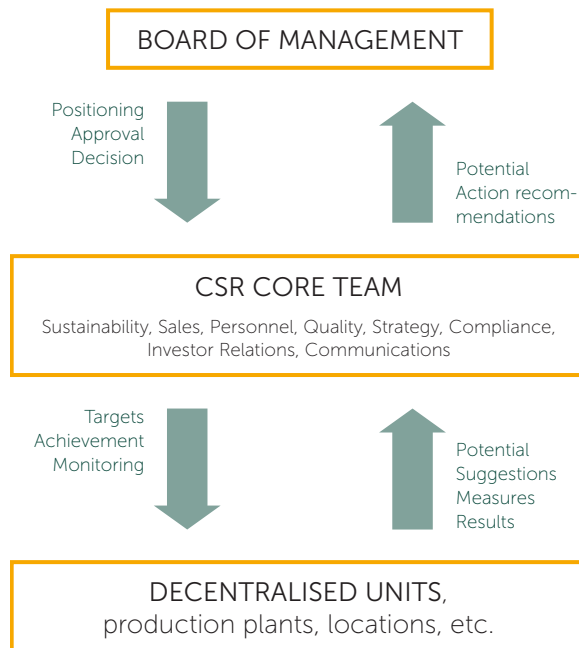 BOARD OF MANAGEMENT
Positioning
Approval
Decision
Potential
Action recom-
mendations
CSR CORE TEAM
Sustainability, Sales, Personnel, Quality, Strategy, Compliance,
Investor Relations, Communications
Targets
Achievement
Monitoring
Potential
Suggestions
Measures
Results
DECENTRALISED UNITS,
production plants, locations, etc.